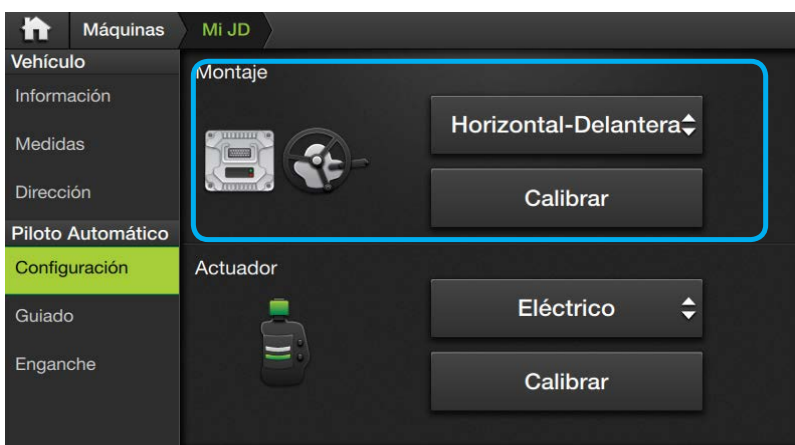 Máquinas
Mi JD
Vehículo
Información
Medidas
Dirección
Piloto Automático
Configuración
Guiado
Enganche
Montaje
Horizontal-Delantera
Calibrar
Actuador
Eléctrico
Calibrar